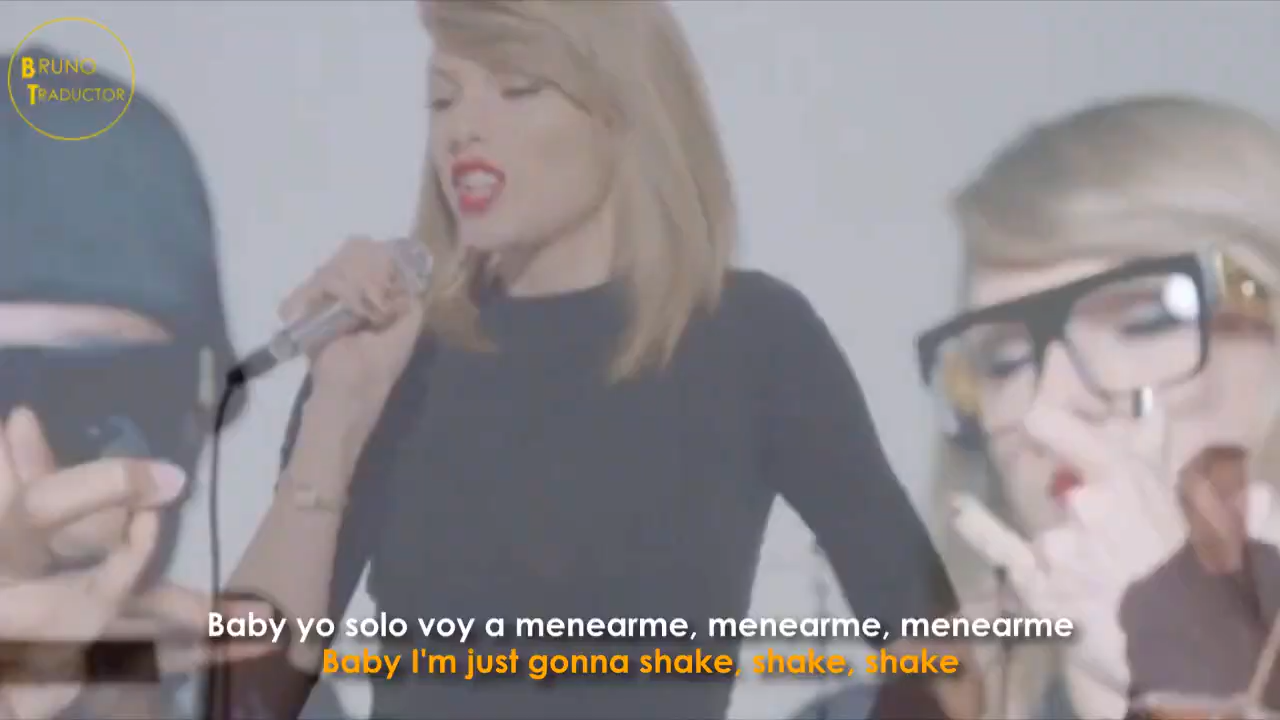 BRUNO
TRADUCTOR
Baby yo solo voy a menearme, menearme, menearme
Baby I'm just gonna shake, shake, shake